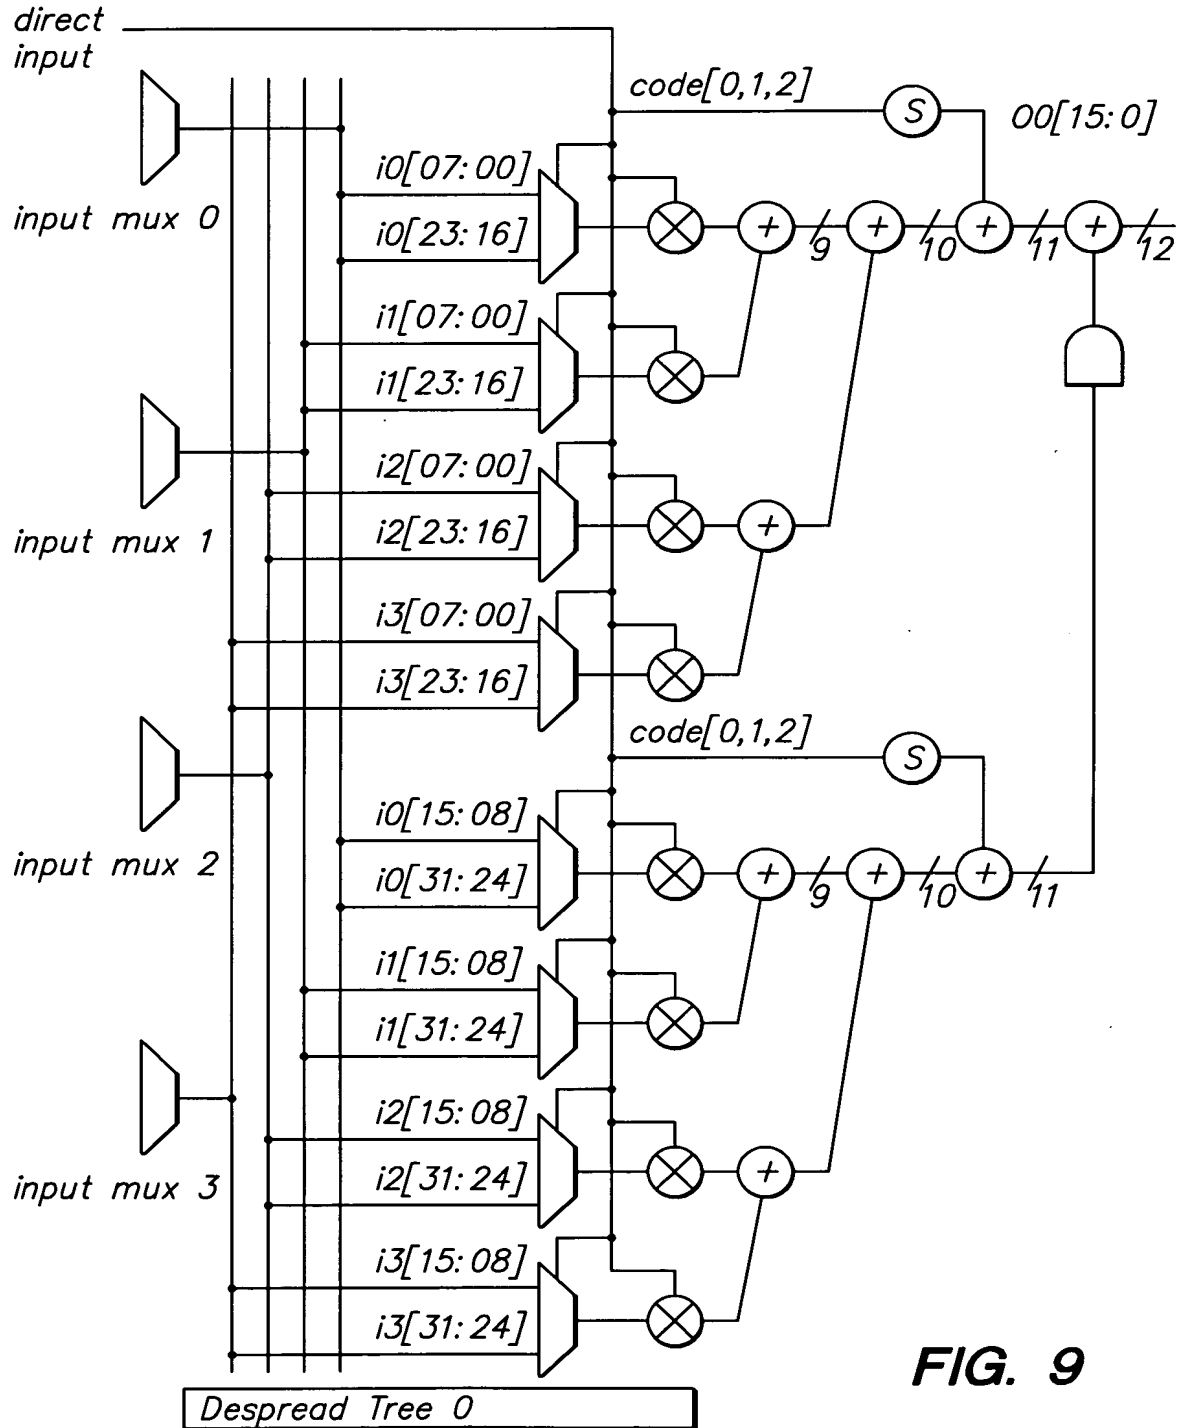 direct
input
code[0,1,2]
S
00[15:0]
input mux 0
i0[07:00]
i0[23:16]
+
9
+
10
+
11
+
12
i1[07:00]
i1[23:16]
input mux 1
i2[07:00]
i2[23:16]
+
i3[07:00]
i3[23:16]
code[0,1,2]
S
input mux 2
i0[15:08]
i0[31:24]
+
9
+
10
+
11
i1[15:08]
i1[31:24]
input mux 3
i2[15:08]
i2[31:24]
+
i3[15:08]
i3[31:24]
FIG. 9
Despread Tree 0